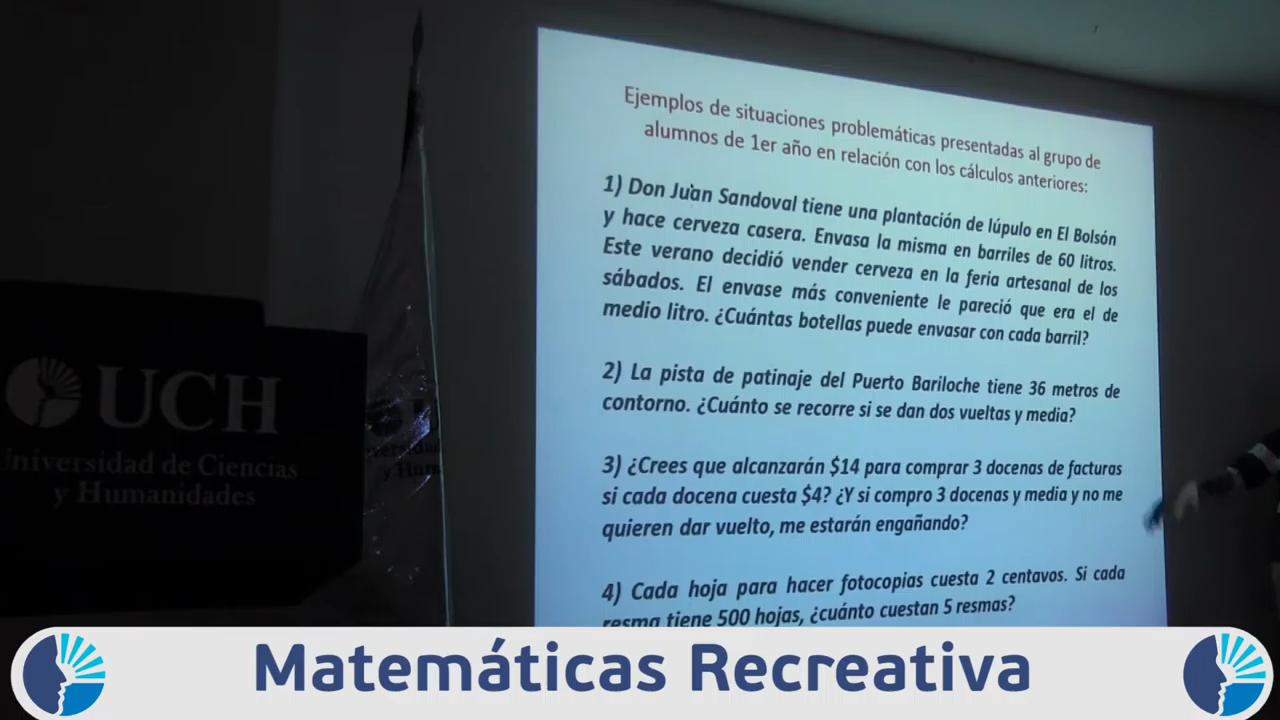 Ejemplos de situaciones problemáticas presentadas al grupo de
alumnos de 1er año en relación con los cálculos anteriores:
1) Don Juan Sandoval tiene una plantación de lúpulo en El Bolsón
y hace cerveza casera. Envasa la misma en barriles de 60 litros.
Este verano decidió vender cerveza en la feria artesanal de los
sábados. El envase más conveniente le pareció que era el de
medio litro. ¿Cuántas botellas puede envasar con cada barril?
2) La pista de patinaje del Puerto Bariloche tiene 36 metros de
contorno. ¿Cuánto se recorre si se dan dos vueltas y media?
3) ¿Crees que alcanzarán $14 para comprar 3 docenas de facturas
si cada docena cuesta $4? ¿Y si compro 3 docenas y media y no me
quieren dar vuelto, me estarán engañando?
4) Cada hoja para hacer fotocopias cuesta 2 centavos. Si cada
resma tiene 500 hojas, ¿cuánto cuestan 5 resmas?
UCH
Universidad de Ciencias
y Humanidades
y Hum
Matemáticas Recreativa